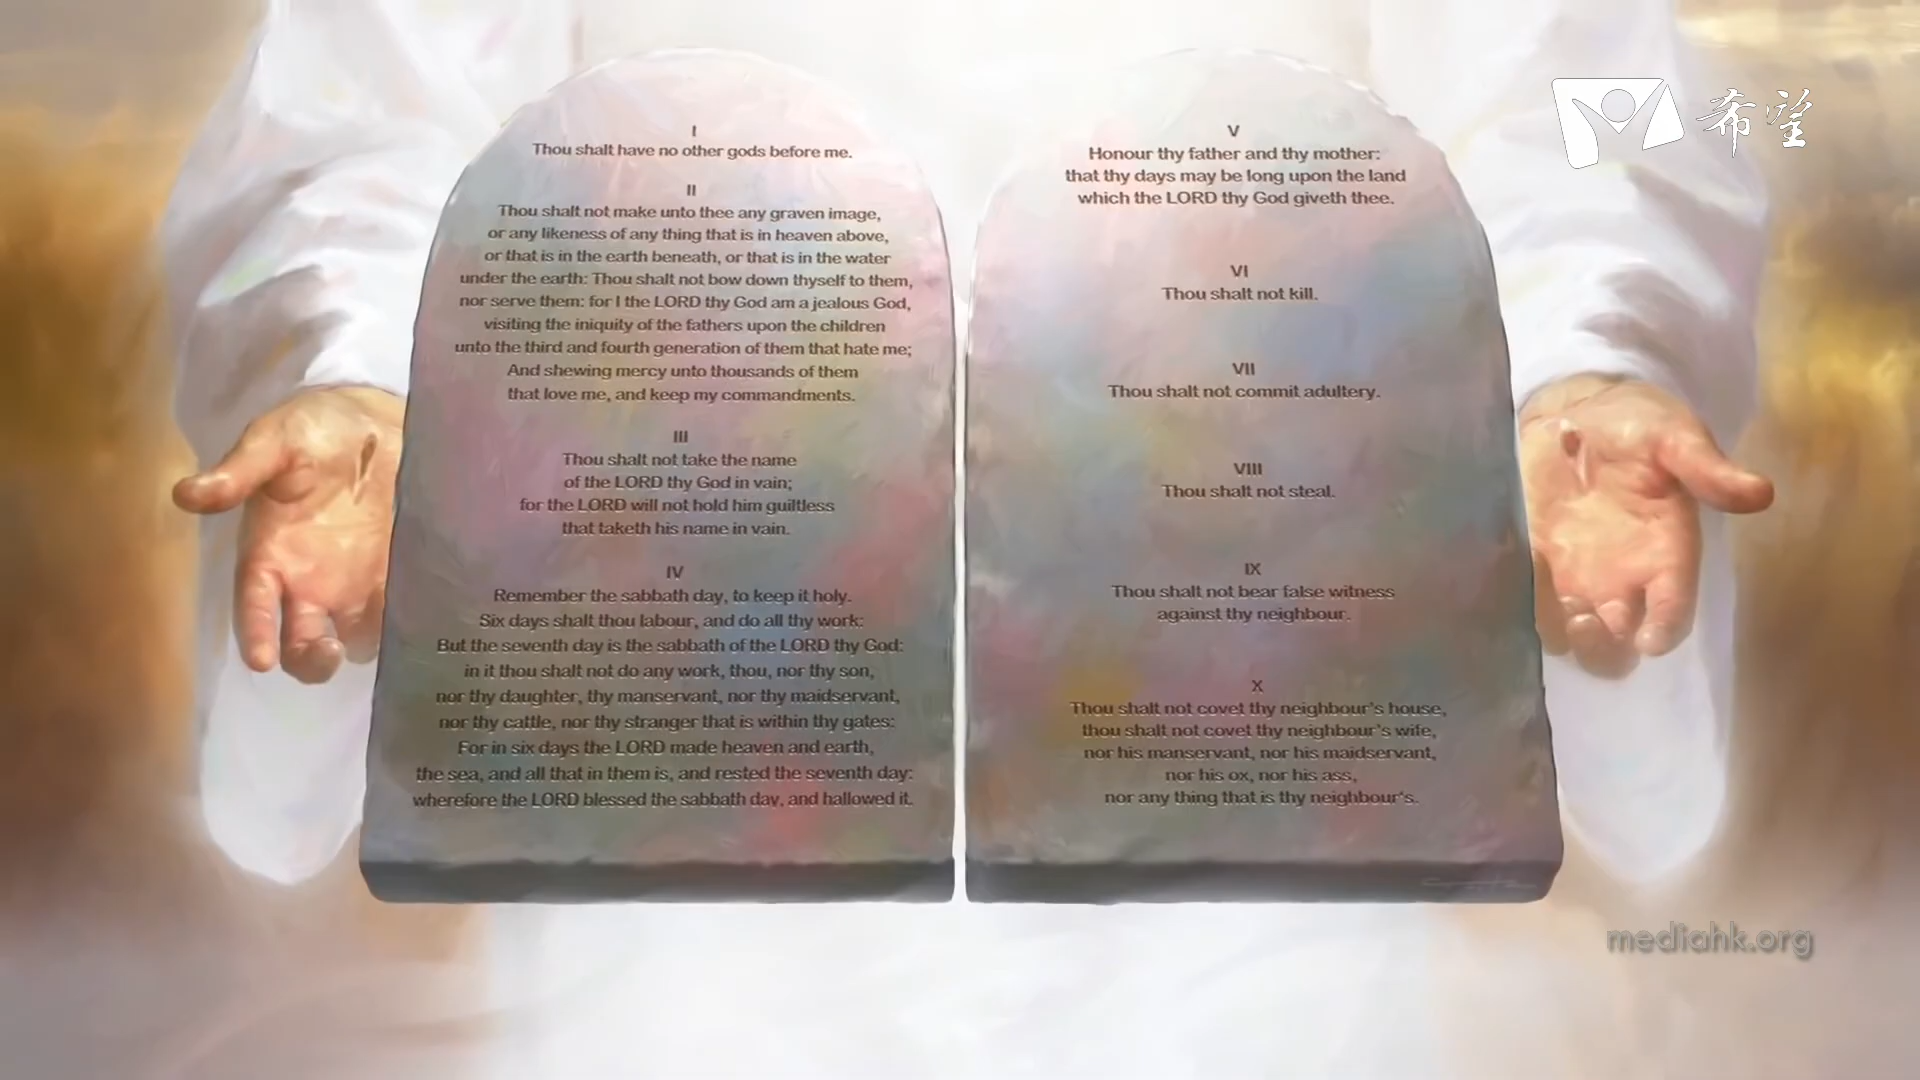 I
Thou shalt have no other gods before me.
II
Thou shalt not make unto thee any graven image,
or any likeness of any thing that is in heaven above,
or that is in the earth beneath, or that is in the water
under the earth: Thou shalt not bow down thyself to them,
nor serve them: for I the LORD thy God am a jealous God,
visiting the iniquity of the fathers upon the children
unto the third and fourth generation of them that hate me;
And shewing mercy unto thousands of them
that love me, and keep my commandments.
III
Thou shalt not take the name
of the LORD thy God in vain;
for the LORD will not hold him guiltless
that taketh his name in vain.
IV
Remember the sabbath day, to keep it holy.
Six days shalt thou labour, and do all thy work:
But the seventh day is the sabbath of the LORD thy God:
in it thou shalt not do any work, thou, nor thy son,
nor thy daughter, thy manservant, nor thy maidservant,
nor thy cattle, nor thy stranger that is within thy gates:
For in six days the LORD made heaven and earth,
the sea, and all that in them is, and rested the seventh day:
wherefore the LORD blessed the sabbath day, and hallowed it.
V
Honour thy father and thy mother:
that thy days may be long upon the land
which the LORD thy God giveth thee.
VI
Thou shalt not kill.
VII
Thou shalt not commit adultery.
VIII
Thou shalt not steal.
IX
Thou shalt not bear false witness
against thy neighbour.
X
Thou shalt not covet thy neighbour's house,
thou shalt not covet thy neighbour's wife,
nor his manservant, nor his maidservant,
nor his ox, nor his ass,
nor any thing that is thy neighbour's.
希望
mediahk.org